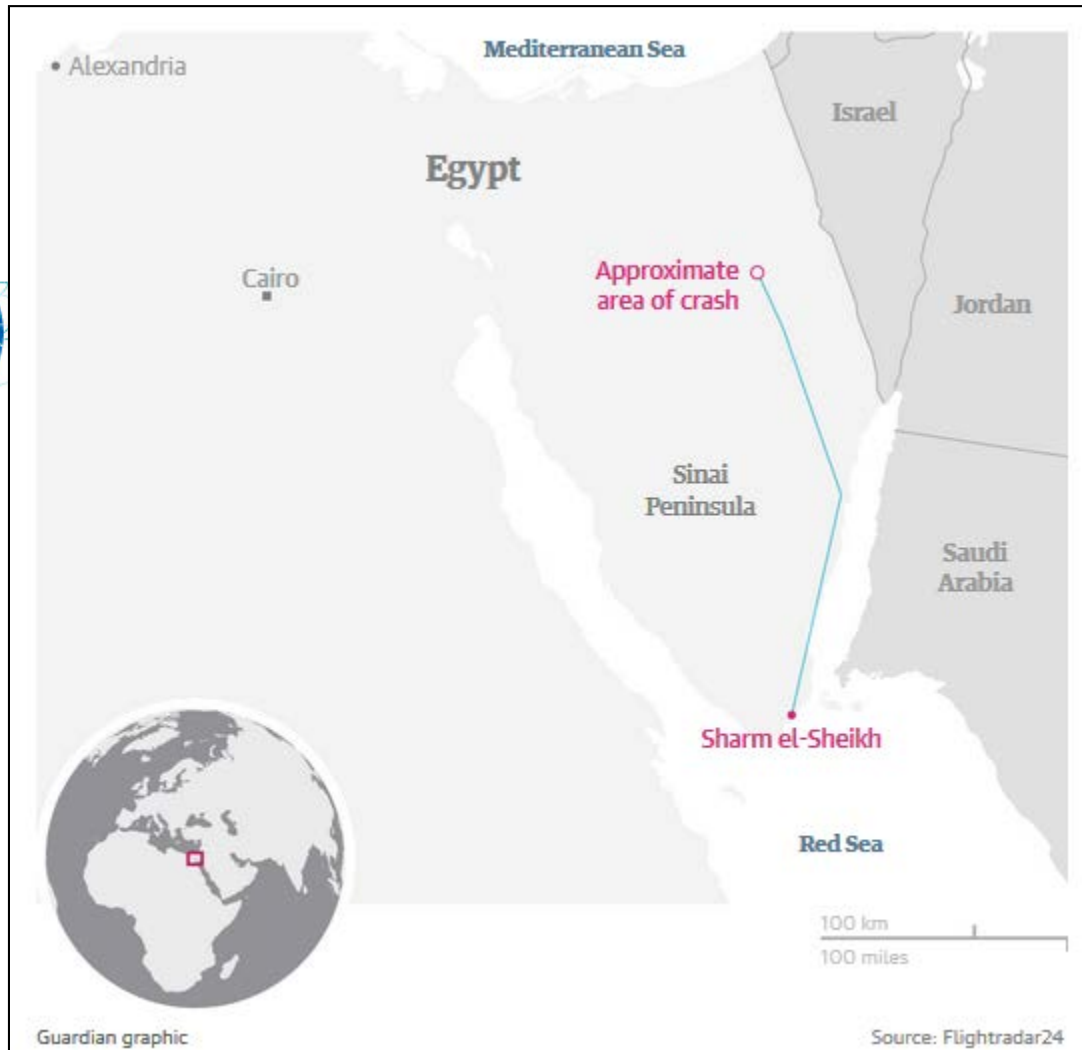 Mediterranean Sea
Alexandria
Israel
Egypt
Cairo
Approximate
area of crash
Jordan
Sinai
Peninsula
Saudi
Arabia
Sharm el-Sheikh
Red Sea
100 km
100 miles
Guardian graphic
Source: Flightradar24